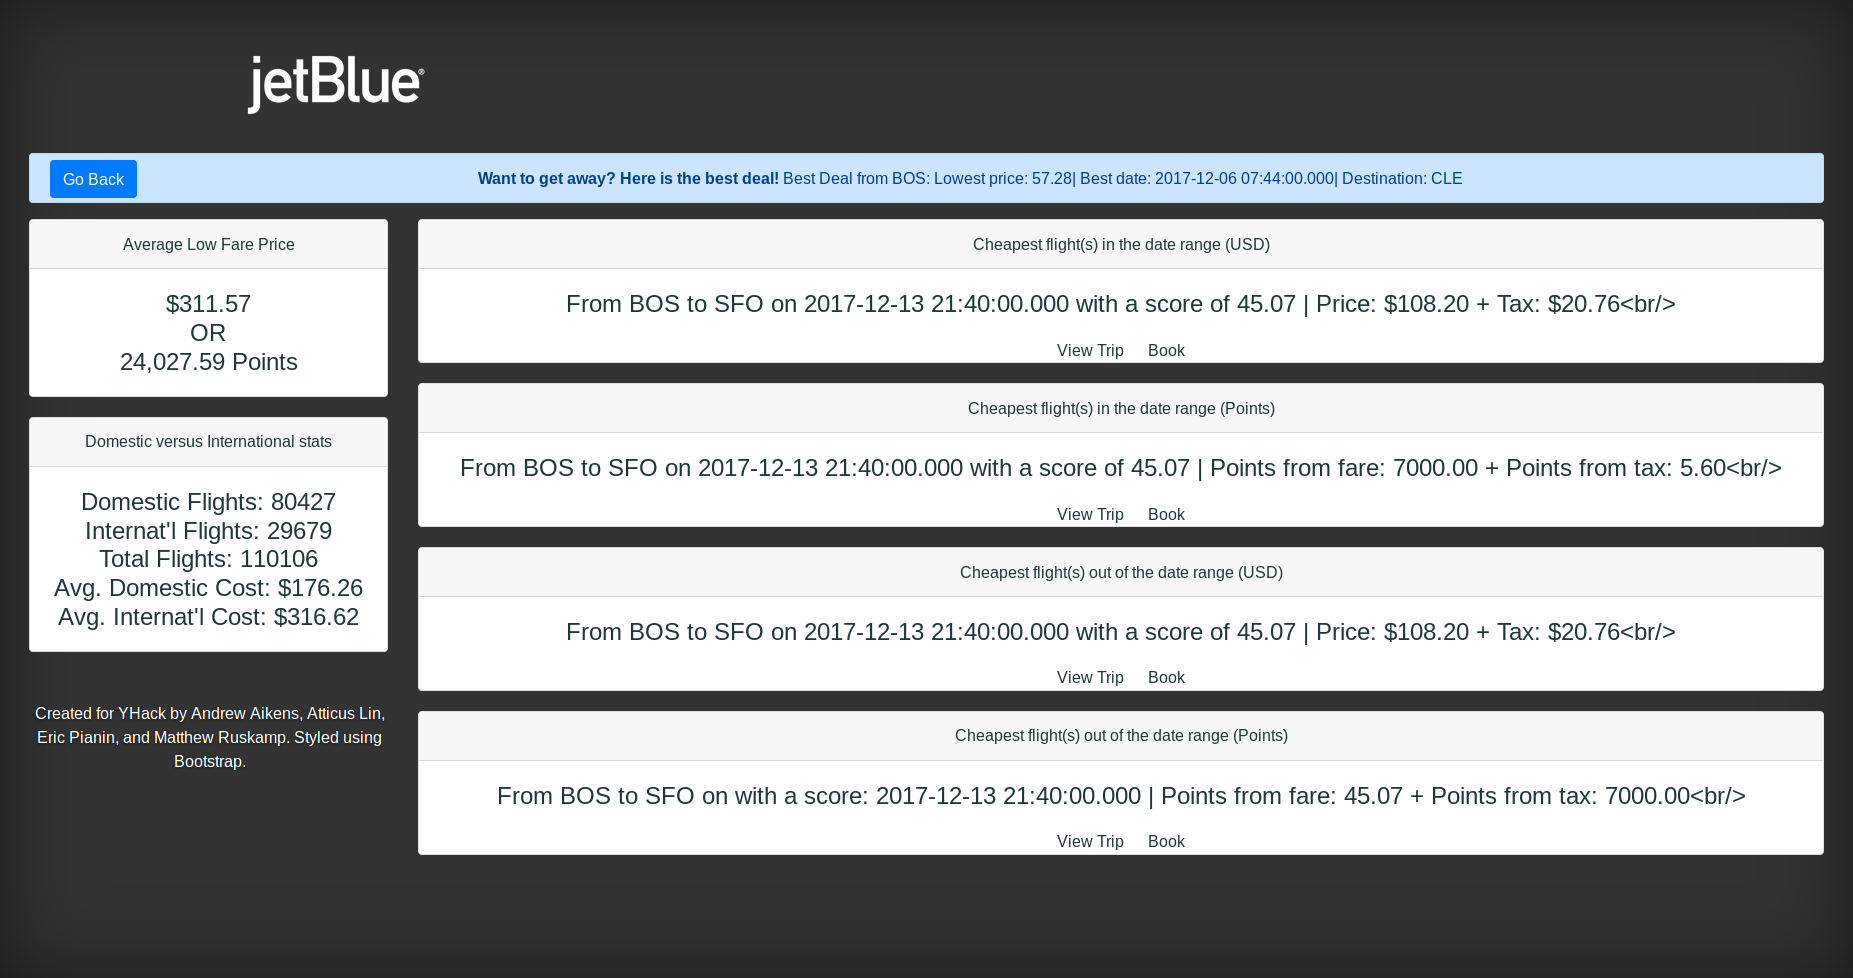 jetBlue®
Go Back
Want to get away? Here is the best deal! Best Deal from BOS: Lowest price: 57.28| Best date: 2017-12-06 07:44:00.000| Destination: CLE
Average Low Fare Price
$311.57
OR
24,027.59 Points
Domestic versus International stats
Domestic Flights: 80427
Internat'l Flights: 29679
Total Flights: 110106
Avg. Domestic Cost: $176.26
Avg. Internat'l Cost: $316.62
Created for YHack by Andrew Aikens, Atticus Lin,
Eric Pianin, and Matthew Ruskamp. Styled using
Bootstrap.
Cheapest flight(s) in the date range (USD)
From BOS to SFO on 2017-12-13 21:40:00.000 with a score of 45.07 | Price: $108.20 + Tax: $20.76<br/>
View Trip Book
Cheapest flight(s) in the date range (Points)
From BOS to SFO on 2017-12-13 21:40:00.000 with a score of 45.07 | Points from fare: 7000.00 + Points from tax: 5.60<br/>
View Trip Book
Cheapest flight(s) out of the date range (USD)
From BOS to SFO on 2017-12-13 21:40:00.000 with a score of 45.07 | Price: $108.20 + Tax: $20.76<br/>
View Trip Book
Cheapest flight(s) out of the date range (Points)
From BOS to SFO on with a score: 2017-12-13 21:40:00.000 | Points from fare: 45.07 + Points from tax: 7000.00<br/>
View Trip Book